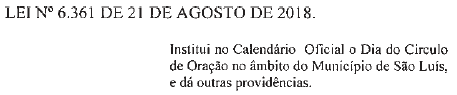 LEI Nº 6.361 DE 21 DE AGOSTO DE 2018.
Institui no Calendário Oficial o Dia do Circulo
de Oração no âmbito do Município de São Luís,
e dá outras providências.